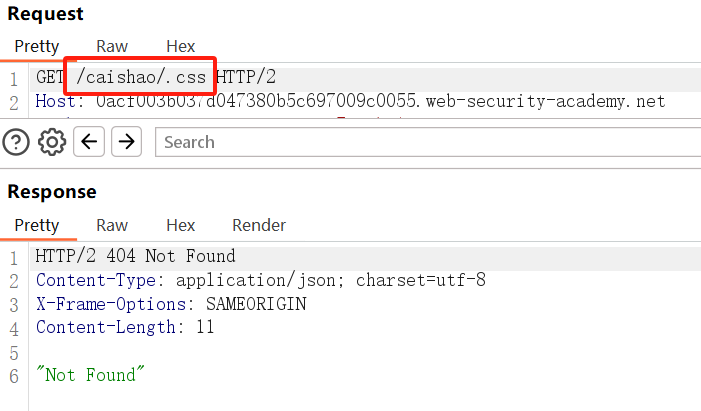 Request
Pretty Raw Hex
1 GET /caishao/.css HTTP/2
2 Host: 0acf003b037d047380b5c697009c0055.web-security-academy.net
Search
Response
Pretty Raw Hex Render
1 HTTP/2 404 Not Found
2 Content-Type: application/json; charset=utf-8
3 X-Frame-Options: SAMEORIGIN
4 Content-Length: 11
5
6 "Not Found"